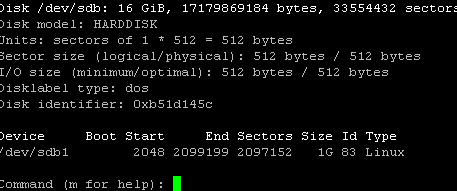 Disk /dev/sdb: 16 GiB, 17179869184 bytes, 33554432 sectors
Disk model: HARDDISK
Units: sectors of 1 * 512 = 512 bytes
Sector size (logical/physical): 512 bytes / 512 bytes
I/O size (minimum/optimal): 512 bytes / 512 bytes
Disklabel type: dos
Disk identifier: 0xb51d145c
Device     Boot Start     End Sectors Size Id Type
/dev/sdb1        2048 2099199 2097152   1G 83 Linux
Command (m for help):